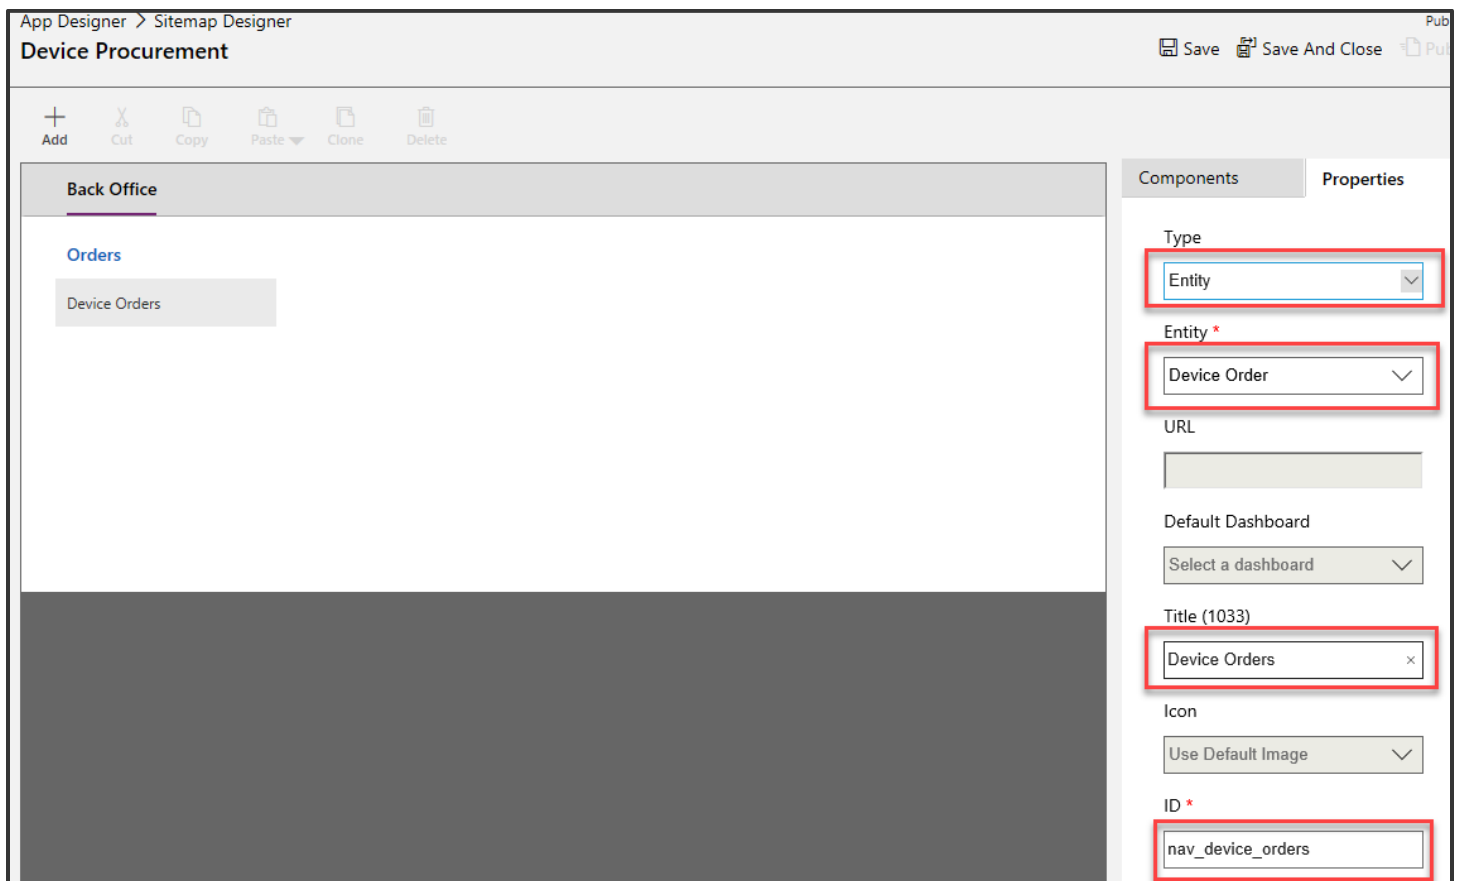 App Designer > Sitemap Designer
Device Procurement
Save
Save And Close
Add
Cut
Copy
Paste
Clone
Delete
Back Office
Orders
Device Orders
Components
Properties
Type
Entity
Entity *
Device Order
URL
Default Dashboard
Select a dashboard
Title (1033)
Device Orders
Icon
Use Default Image
ID *
nav_device_orders